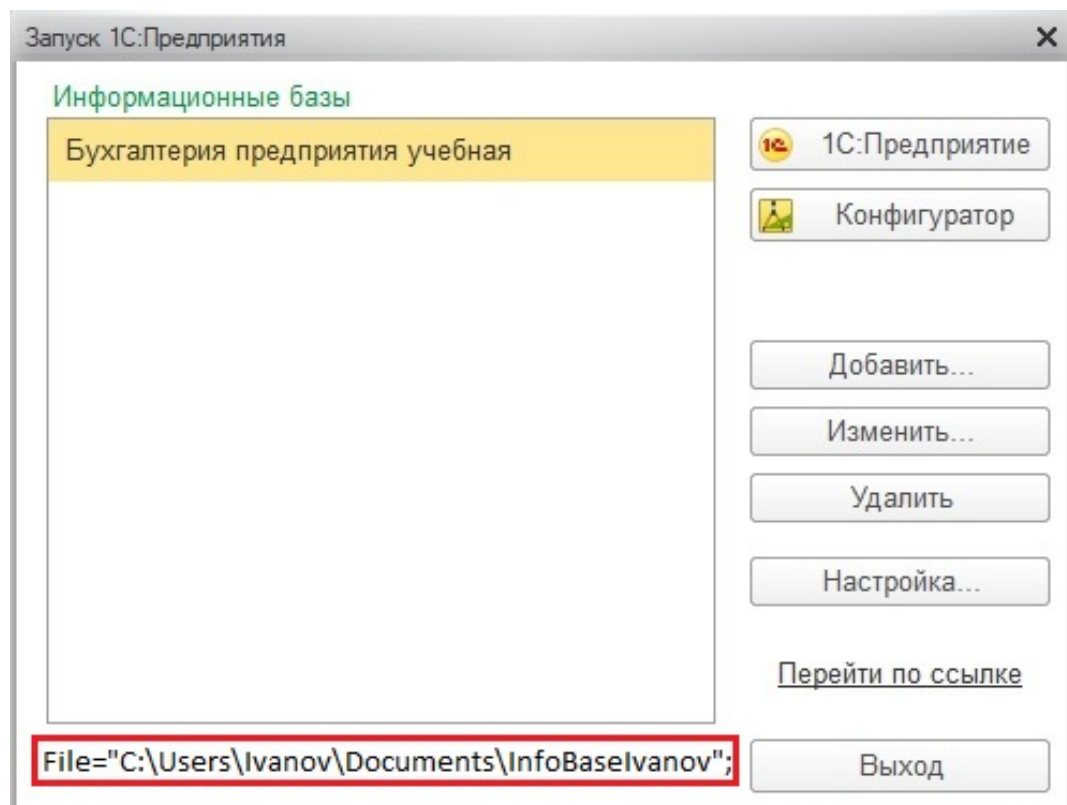 Запуск 1С:Предприятия
Информационные базы
Бухгалтерия предприятия учебная
1С:Предприятие
Конфигуратор
Добавить...
Изменить...
Удалить
Настройка...
Перейти по ссылке
File="C:\Users\Ivanov\Documents\InfoBaseIvanov";
Выход